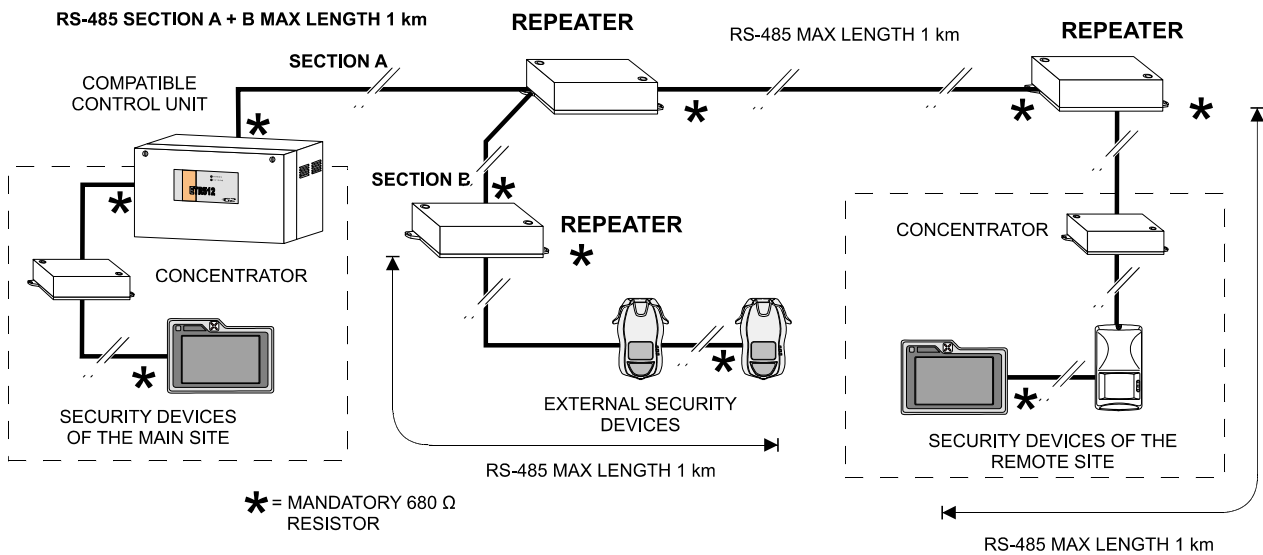 RS-485 SECTION A + B MAX LENGTH 1 km
REPEATER
RS-485 MAX LENGTH 1 km
REPEATER
SECTION A
COMPATIBLE
CONTROL UNIT
SECTION B
REPEATER
CONCENTRATOR
CONCENTRATOR
SECURITY DEVICES
OF THE MAIN SITE
EXTERNAL SECURITY
DEVICES
SECURITY DEVICES OF THE
REMOTE SITE
RS-485 MAX LENGTH 1 km
* = MANDATORY 680 Ω
RESISTOR
RS-485 MAX LENGTH 1 km